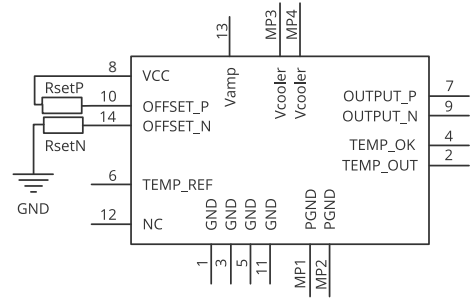 13
MP3
MP4
8
VCC
Vamp
Vcooler
Vcooler
RsetP
10
OFFSET_P
14
OFFSET_N
RsetN
OUTPUT_P
7
OUTPUT_N
9
TEMP_OK
4
TEMP_OUT
2
6
TEMP_REF
GND
12
NC
GND
GND
GND
GND
PGND
PGND
1
3
5
11
MP1
MP2